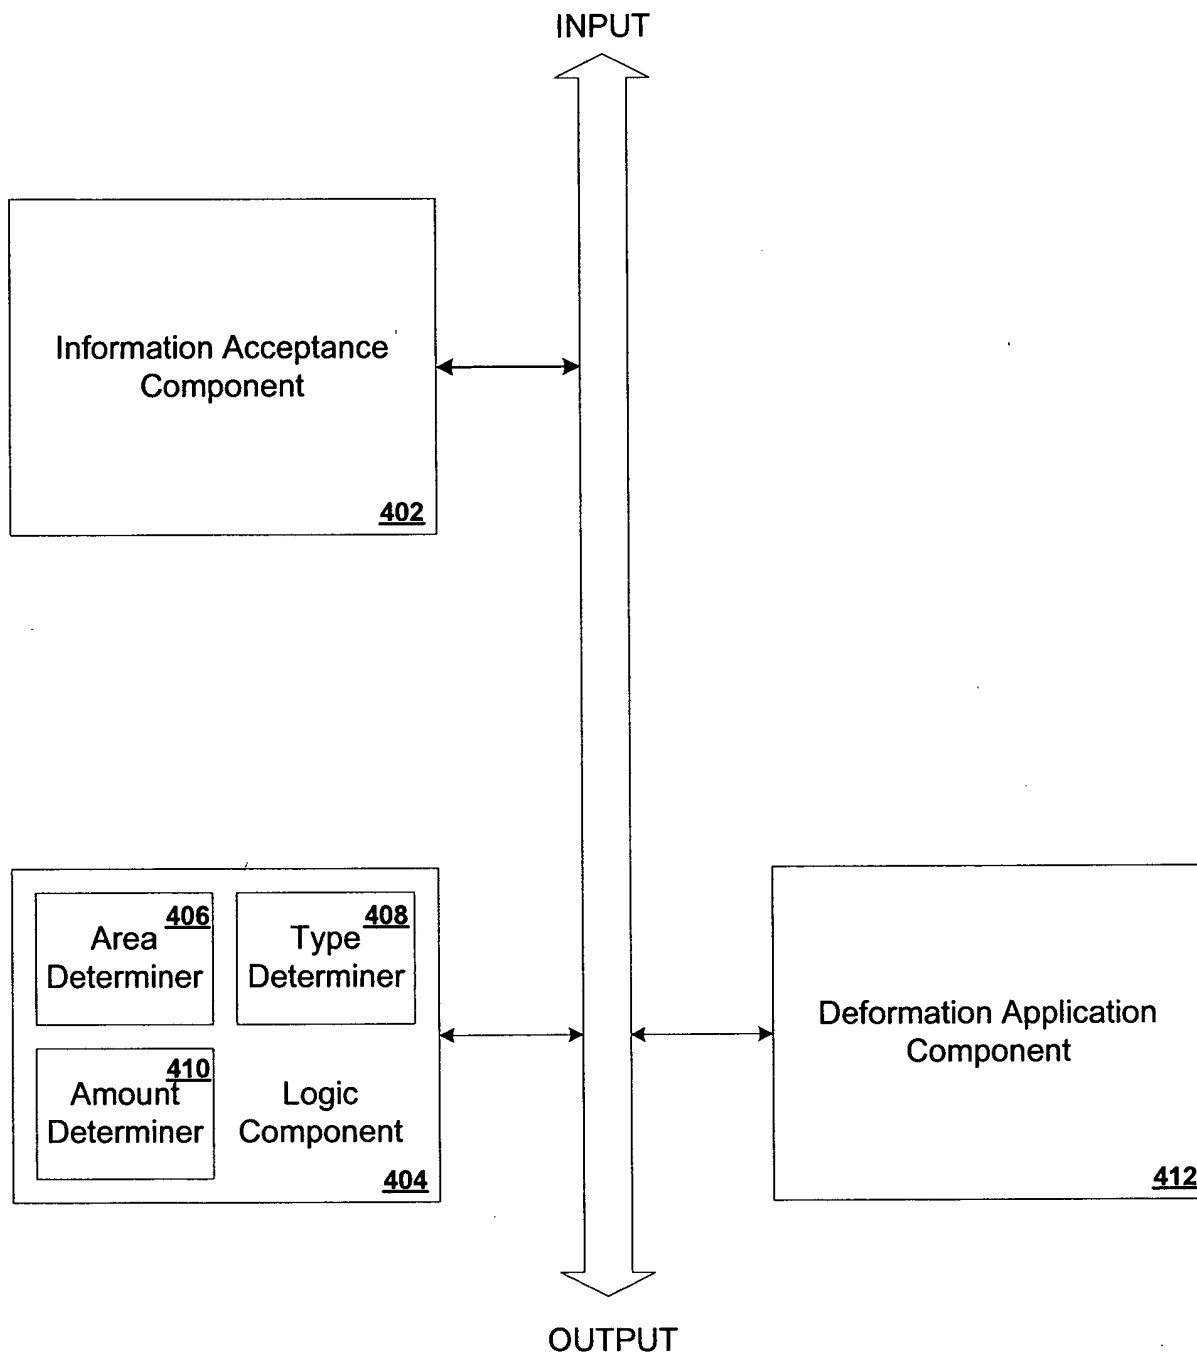 INPUT
Information Acceptance
Component
402
406
Area
Determiner
408
Type
Determiner
410
Amount
Determiner
Logic
Component
404
Deformation Application
Component
412
OUTPUT